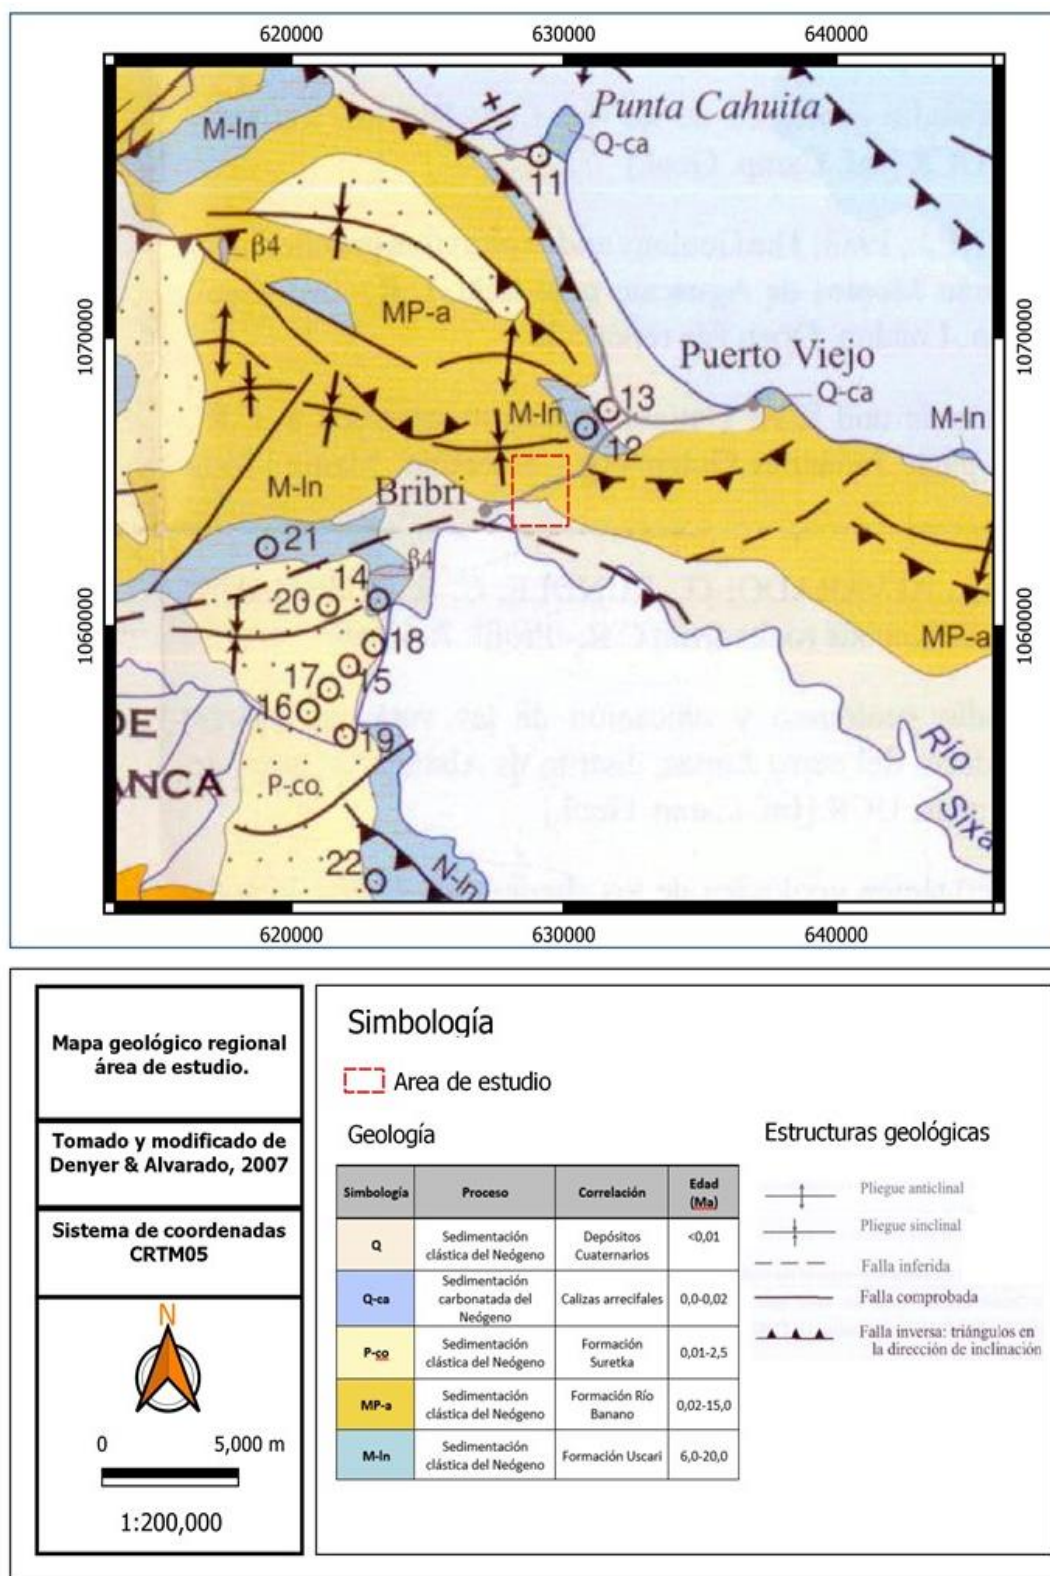 620000
630000
640000
Punta Cahuita
M-ln
Q-ca
11
β4
MP-a
1070000
1070000
Puerto Viejo
Q-ca
13
M-ln
M-ln
12
M-ln
Bribri
21
β4
14
20
1060000
1060000
MP-a
18
17
15
16
DE
19
ANCA
P-co
Río
Sixa
22
N-ln
620000
630000
640000
Mapa geológico regional
área de estudio.
Tomado y modificado de
Denyer & Alvarado, 2007
Sistema de coordenadas
CRTM05
N
0 5,000 m
1:200,000
Simbología
Area de estudio
Geología
Simbología Proceso Correlación Edad
(Ma)
Q Sedimentación
clástica del Neógeno Depósitos
Cuaternarios <0,01
Q-ca Sedimentación
carbonatada del
Neógeno Calizas arrecifales 0,0-0,02
P-co Sedimentación
clástica del Neógeno Formación
Suretka 0,01-2,5
MP-a Sedimentación
clástica del Neógeno Formación Río
Banano 0,02-15,0
M-ln Sedimentación
clástica del Neógeno Formación Uscari 6,0-20,0
Estructuras geológicas
Pliegue anticlinal
Pliegue sinclinal
Falla inferida
Falla comprobada
Falla inversa: triángulos en
la dirección de inclinación